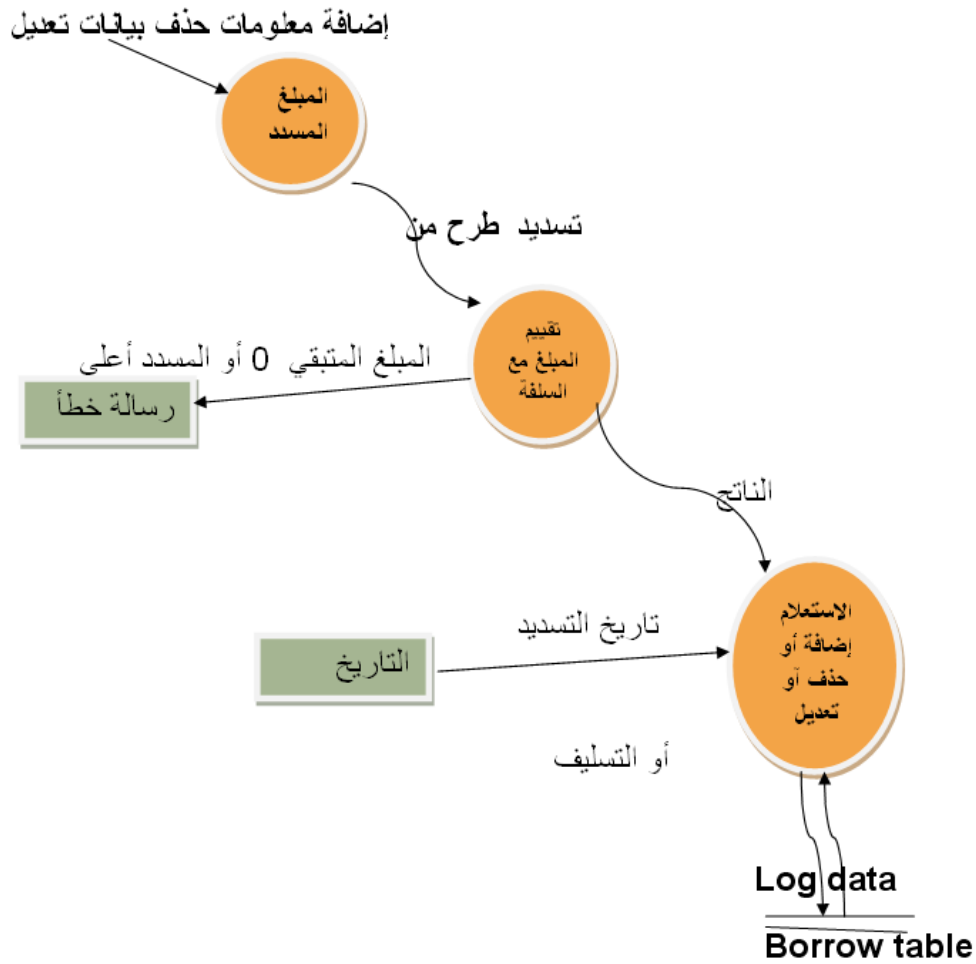 إضافة معلومات حذف بيانات تعديل
المبلغ
المسدد
تسديد طرح من
تقييم
المبلغ مع
السلفة
المبلغ المتبقي 0 أو المسدد أعلى
رسالة خطأ
الناتج
الاستعلام
إضافة أو
حذف أو
تعديل
تاريخ التسديد
التاريخ
أو التسليف
Log data
Borrow table